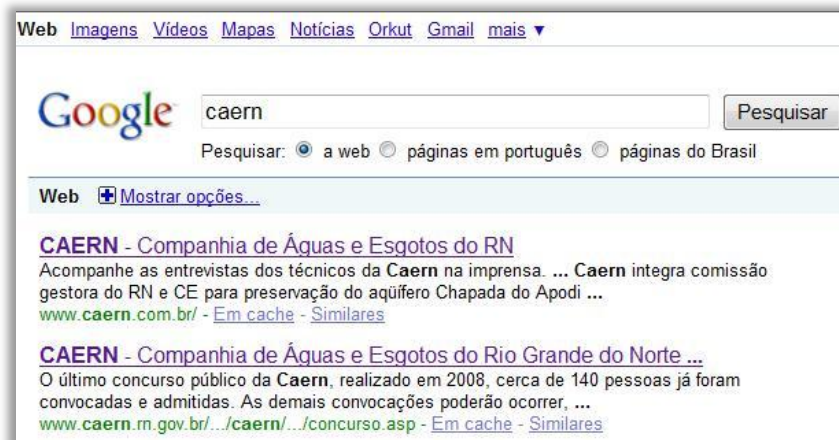 Web Imagens Vídeos Mapas Notícias Orkut Gmail mais ▼
Google caern Pesquisar
Pesquisar: a web páginas em português páginas do Brasil
Web Mostrar opções...
CAERN - Companhia de Águas e Esgotos do RN
Acompanhe as entrevistas dos técnicos da Caern na imprensa. ... Caern integra comissão
gestora do RN e CE para preservação do aqüífero Chapada do Apodi ...
www.caern.com.br/ - Em cache - Similares
CAERN - Companhia de Águas e Esgotos do Rio Grande do Norte ...
O último concurso público da Caern, realizado em 2008, cerca de 140 pessoas já foram
convocadas e admitidas. As demais convocações poderão ocorrer, ...
www.caern.rn.gov.br/.../caern/.../concurso.asp - Em cache - Similares